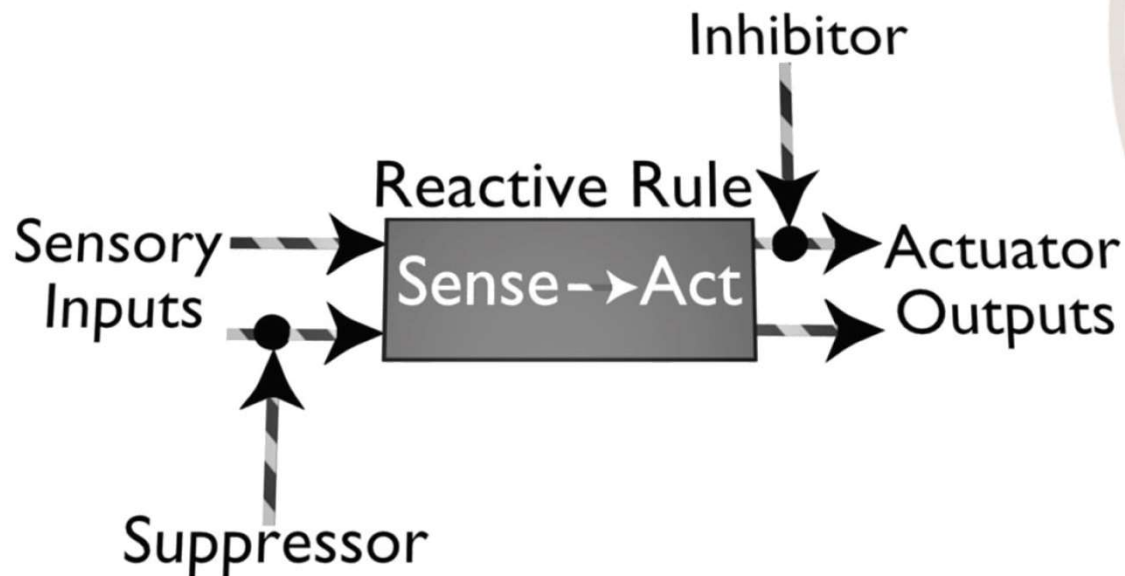 Inhibitor
Reactive Rule
Sensory
Inputs
Sense→Act
Actuator
Outputs
Suppressor